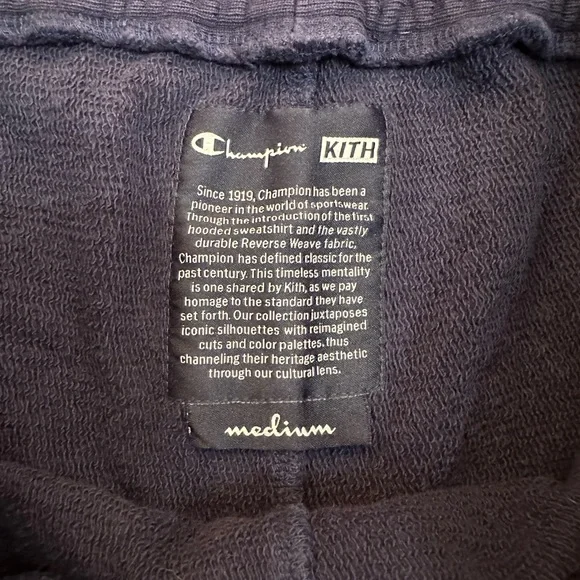 Champion KITH
Since 1919, Champion has been a
pioneer in the world of sportswear.
Through the introduction of the first
hooded sweatshirt and the vastly
durable Reverse Weave fabric,
Champion has defined classic for the
past century. This timeless mentality
is one shared by Kith, as we pay
homage to the standard they have
set forth. Our collection juxtaposes
iconic silhouettes with reimagined
cuts and color palettes, thus
channeling their heritage aesthetic
through our cultural lens.
medium